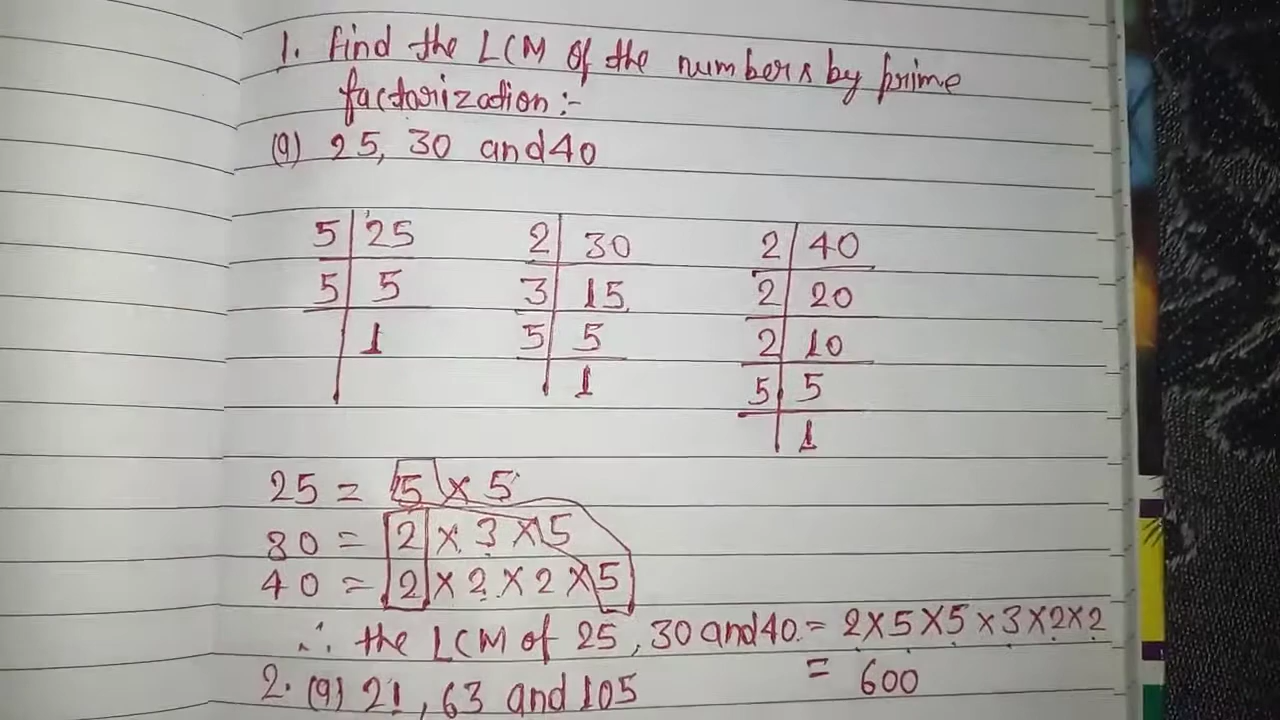 1. Find the LCM of the numbers by prime
factorization :-
(a) 25, 30 and 40
5 25 2 30 2 40
5 5 3 15 2 20
1 5 5 2 10
1 5 5
1
25 = 5 × 5
30 = 2 × 3 × 5
40 = 2 × 2 × 2 × 5
∴ the LCM of 25, 30 and 40 = 2×5×5×3×2×2
= 600
2. (a) 21, 63 and 105